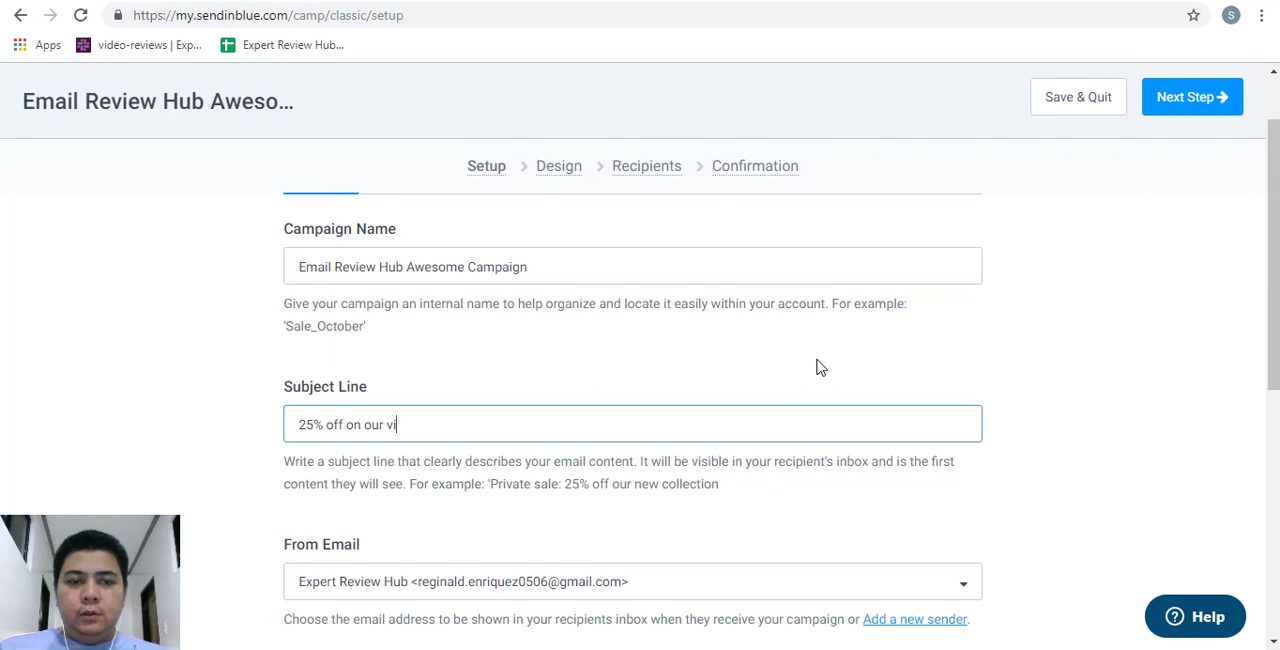 https://my.sendinblue.com/camp/classic/setup
S
Apps
video-reviews | Exp...
Expert Review Hub...
Email Review Hub Aweso...
Save & Quit
Next Step
Setup
Design
Recipients
Confirmation
Campaign Name
Email Review Hub Awesome Campaign
Give your campaign an internal name to help organize and locate it easily within your account. For example:
'Sale_October'
Subject Line
25% off on our vi
Write a subject line that clearly describes your email content. It will be visible in your recipient's inbox and is the first
content they will see. For example: 'Private sale: 25% off our new collection
From Email
Expert Review Hub <reginald.enriquez0506@gmail.com>
Choose the email address to be shown in your recipients inbox when they receive your campaign or Add a new sender.
Help